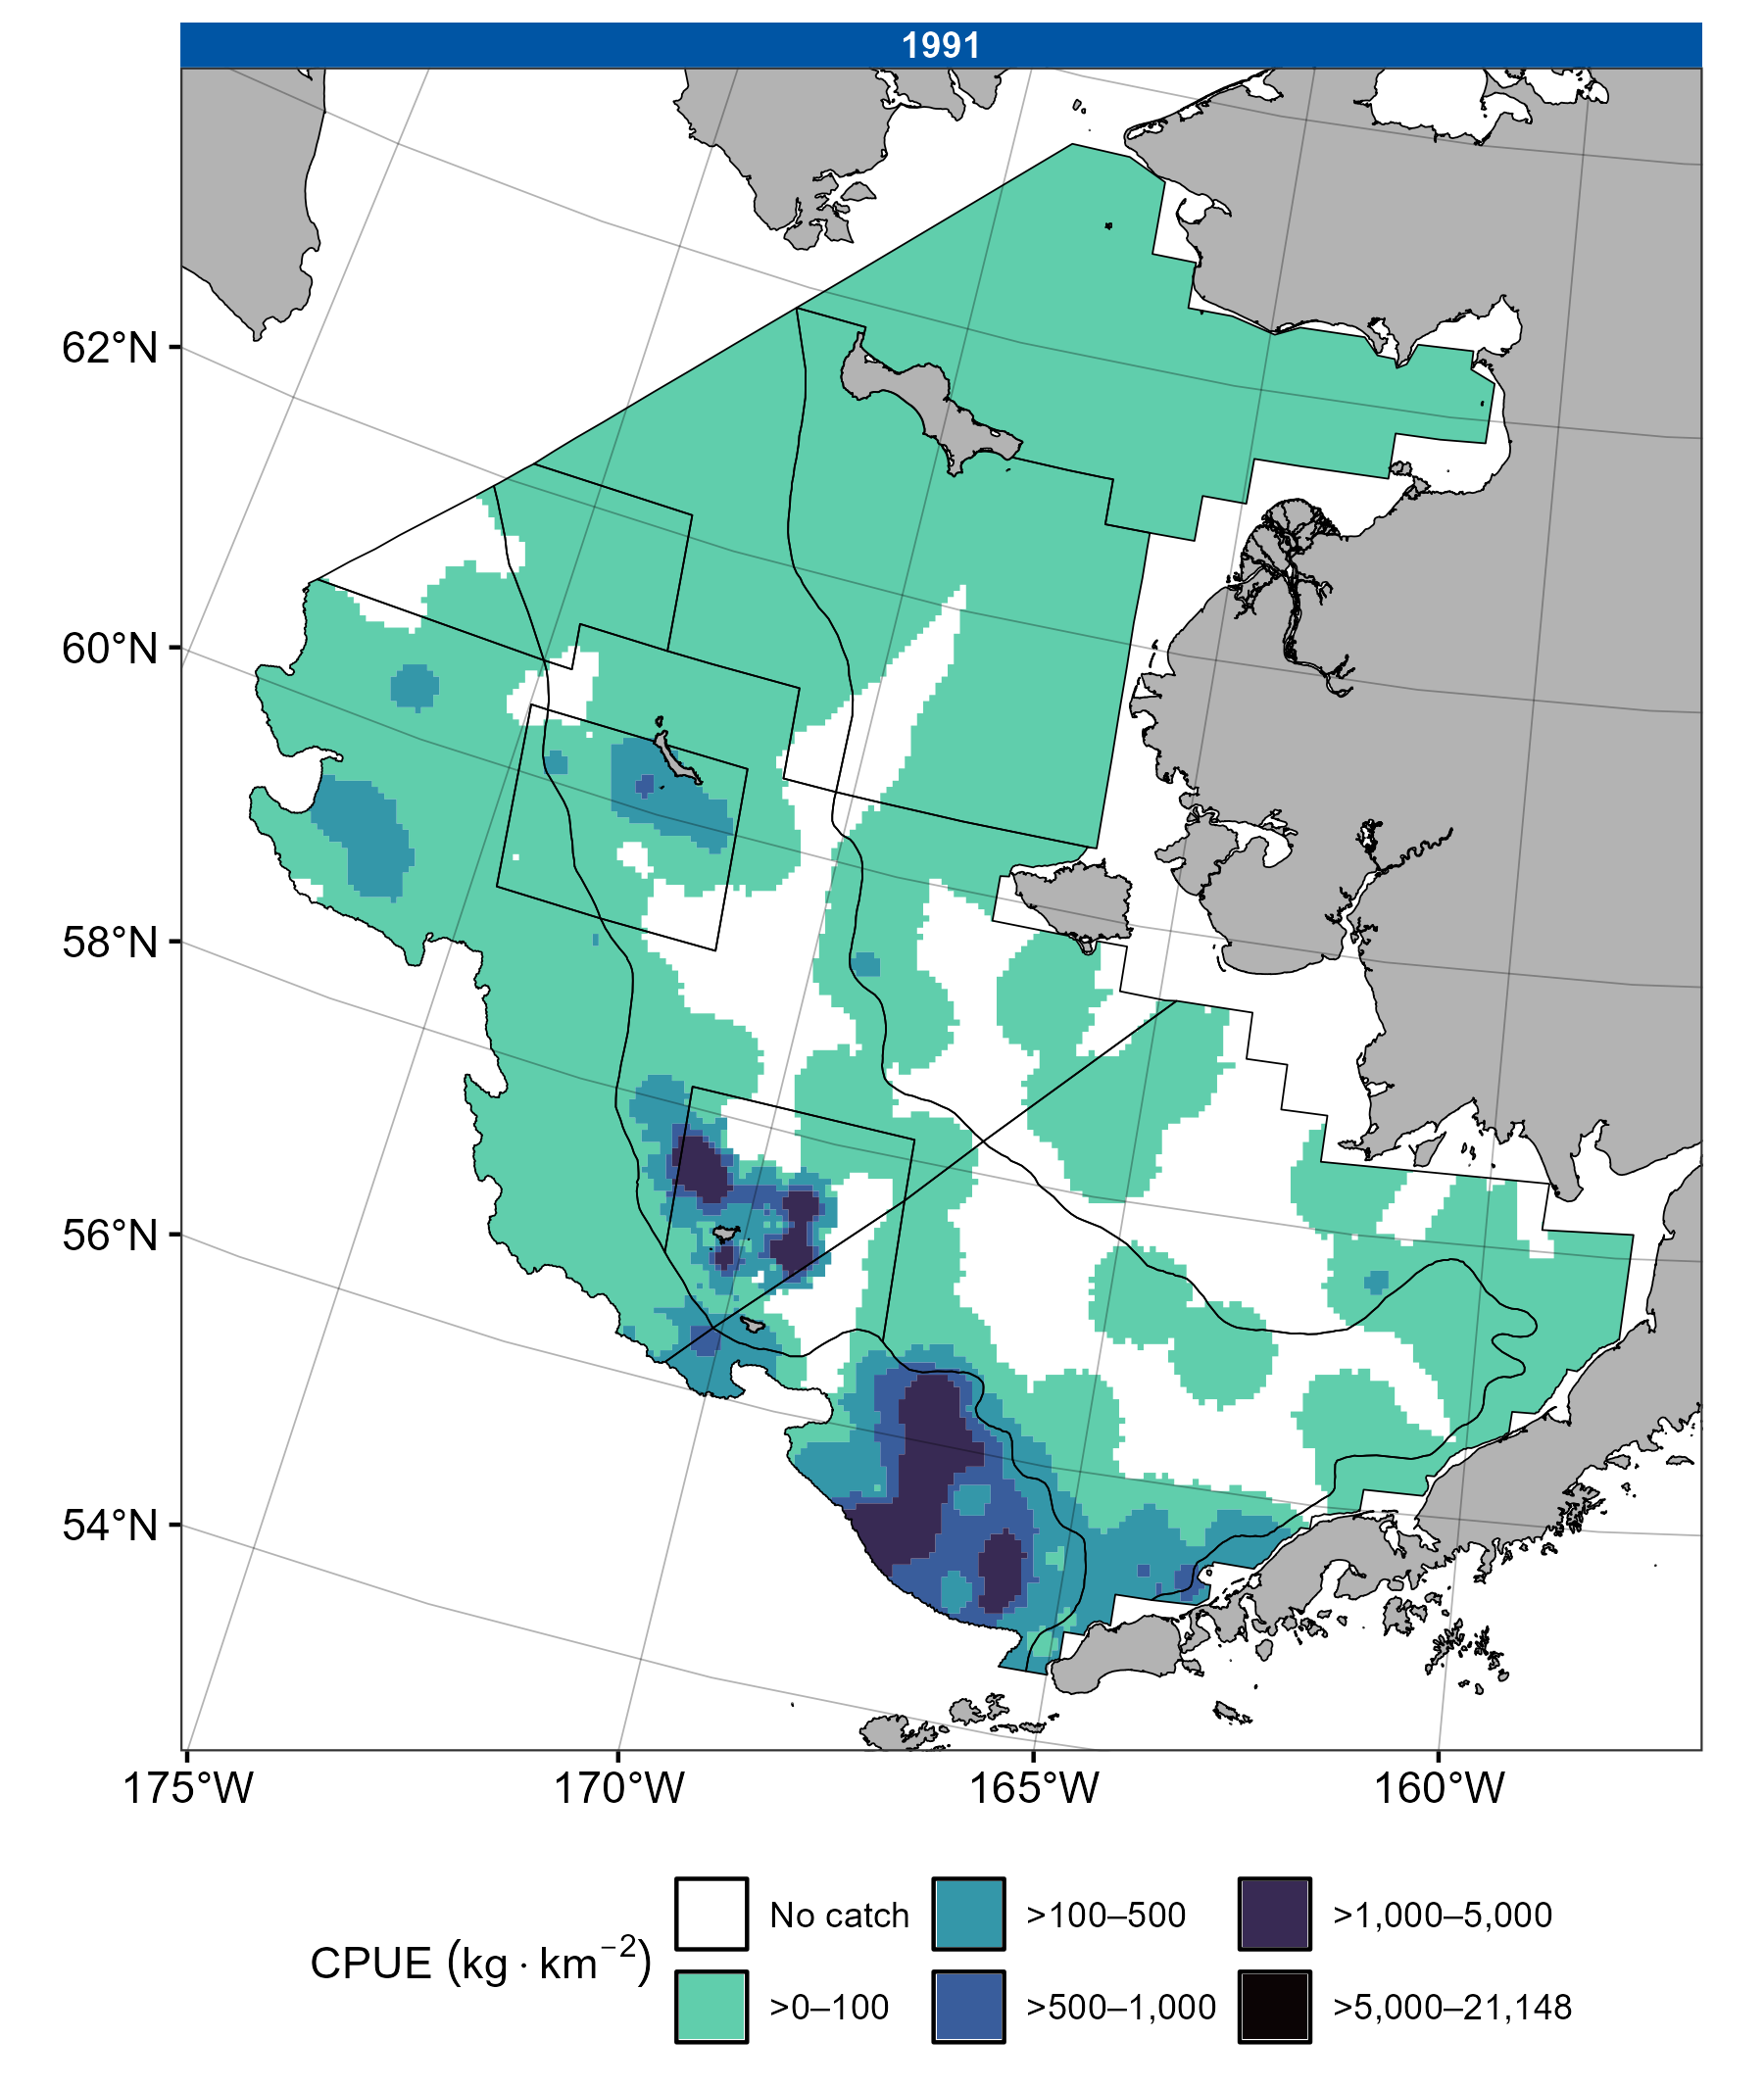 1991
62°N
60°N
58°N
56°N
54°N
175°W 170°W 165°W 160°W
CPUE (kg · km⁻²)
No catch >100–500 >1,000–5,000
>0–100 >500–1,000 >5,000–21,148